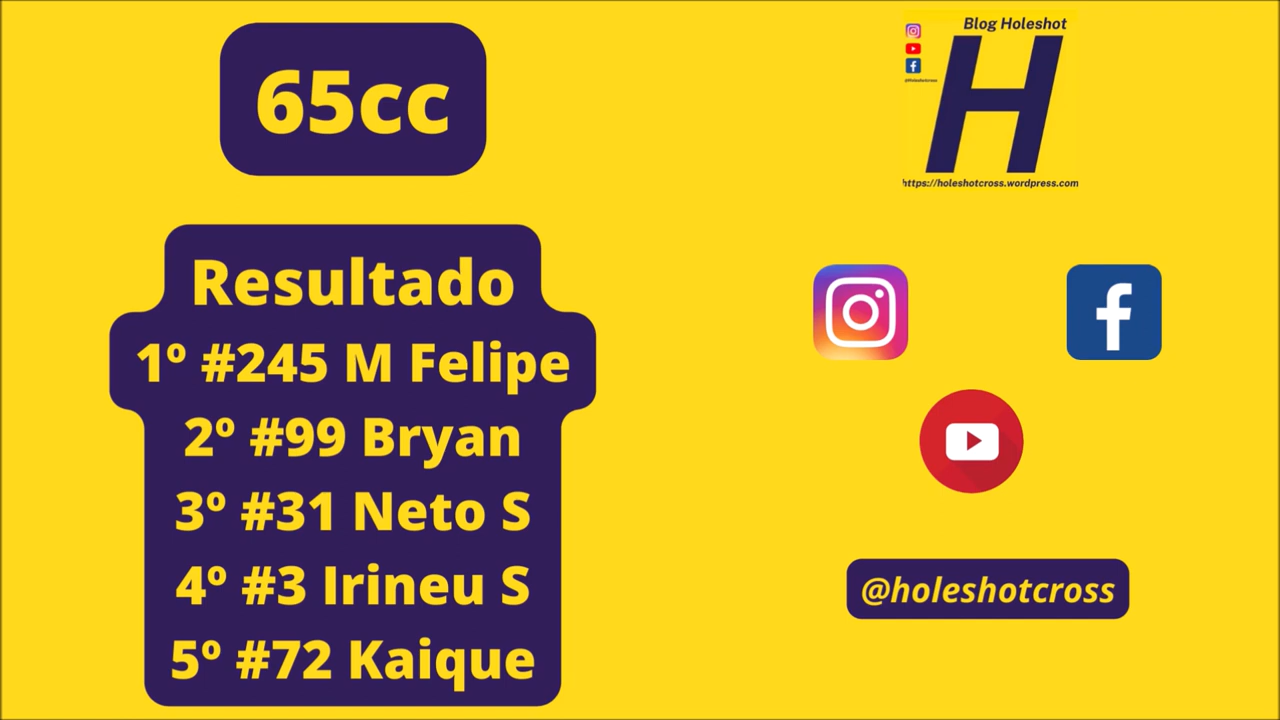 65cc
Resultado
1º #245 M Felipe
2º #99 Bryan
3º #31 Neto S
4º #3 Irineu S
5º #72 Kaique
Blog Holeshot
H
@Holeshotcross
https://holeshotcross.wordpress.com
@holeshotcross